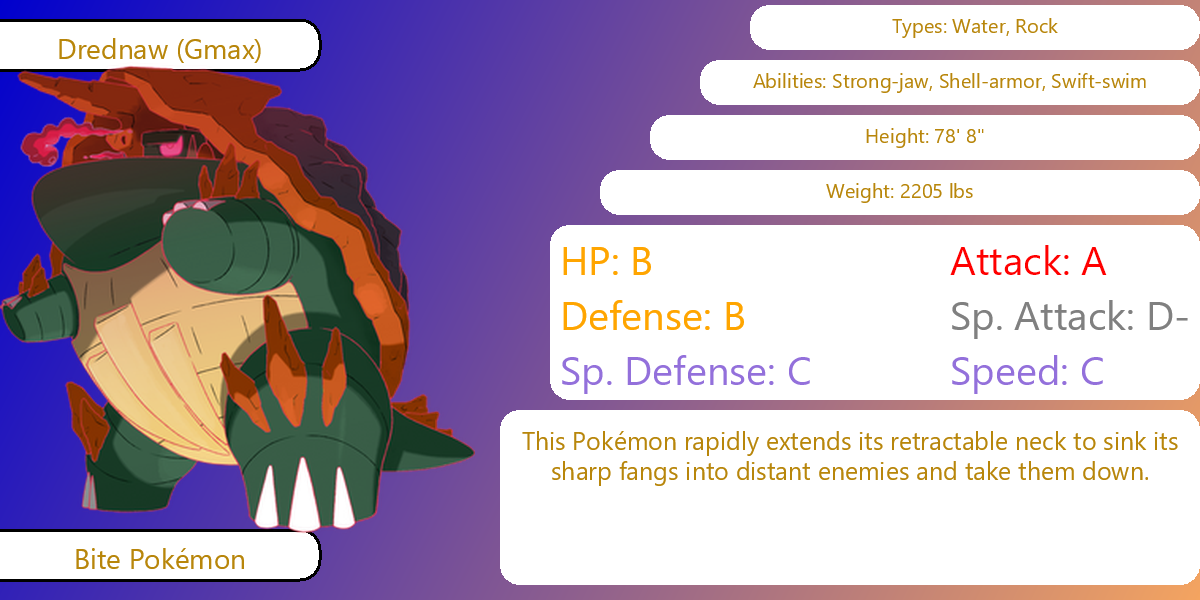 Drednaw (Gmax)
Types: Water, Rock
Abilities: Strong-jaw, Shell-armor, Swift-swim
Height: 78' 8"
Weight: 2205 lbs
HP: B
Attack: A
Defense: B
Sp. Attack: D-
Sp. Defense: C
Speed: C
This Pokémon rapidly extends its retractable neck to sink its
sharp fangs into distant enemies and take them down.
Bite Pokémon